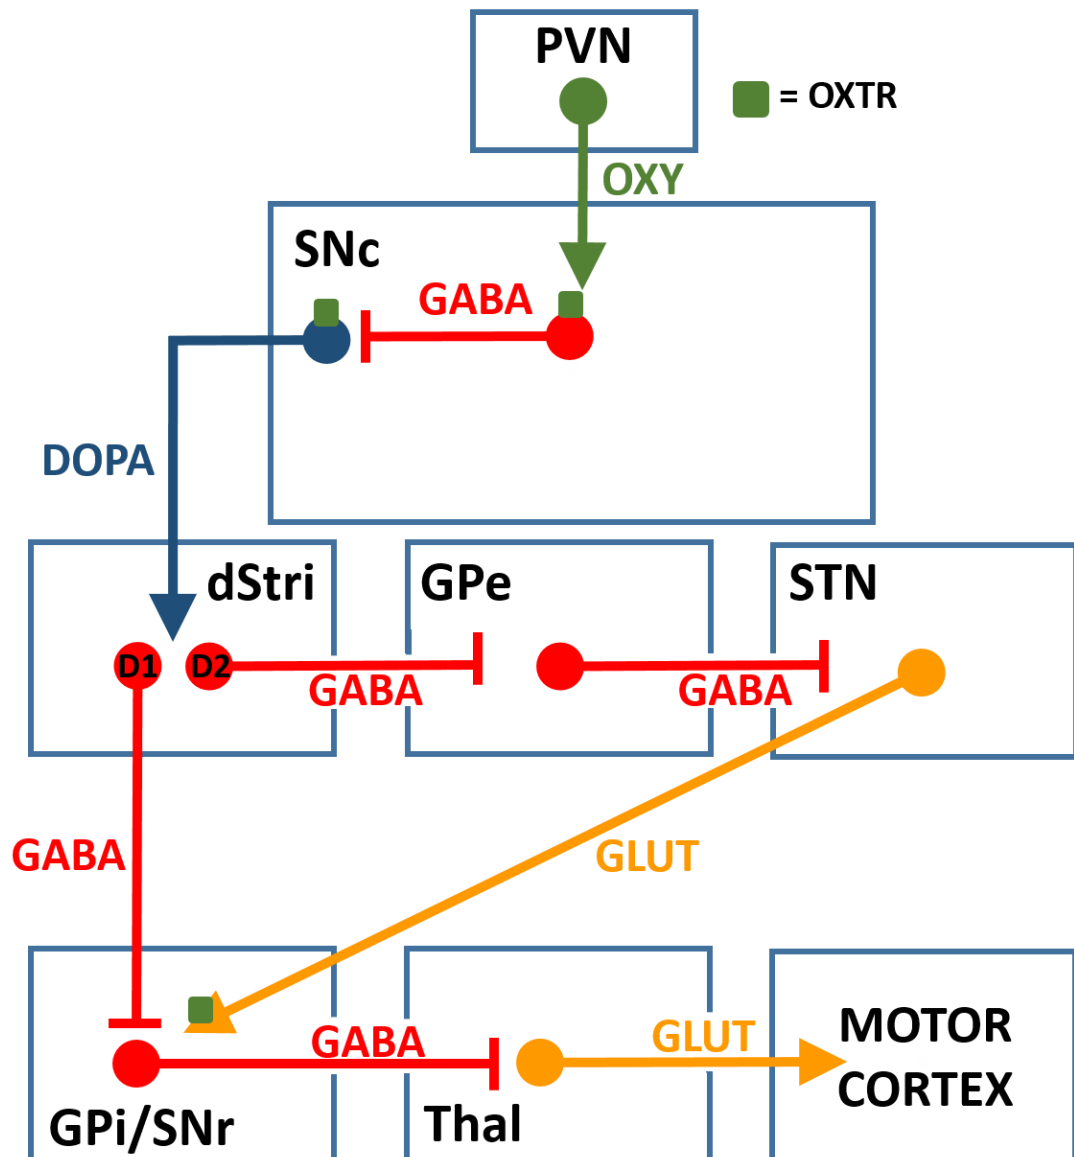 PVN
= OXTR
OXY
SNc
GABA
DOPA
dStri
GPe
STN
D1
D2
GABA
GABA
GABA
GLUT
GABA
GLUT
MOTOR
CORTEX
GPi/SNr
Thal